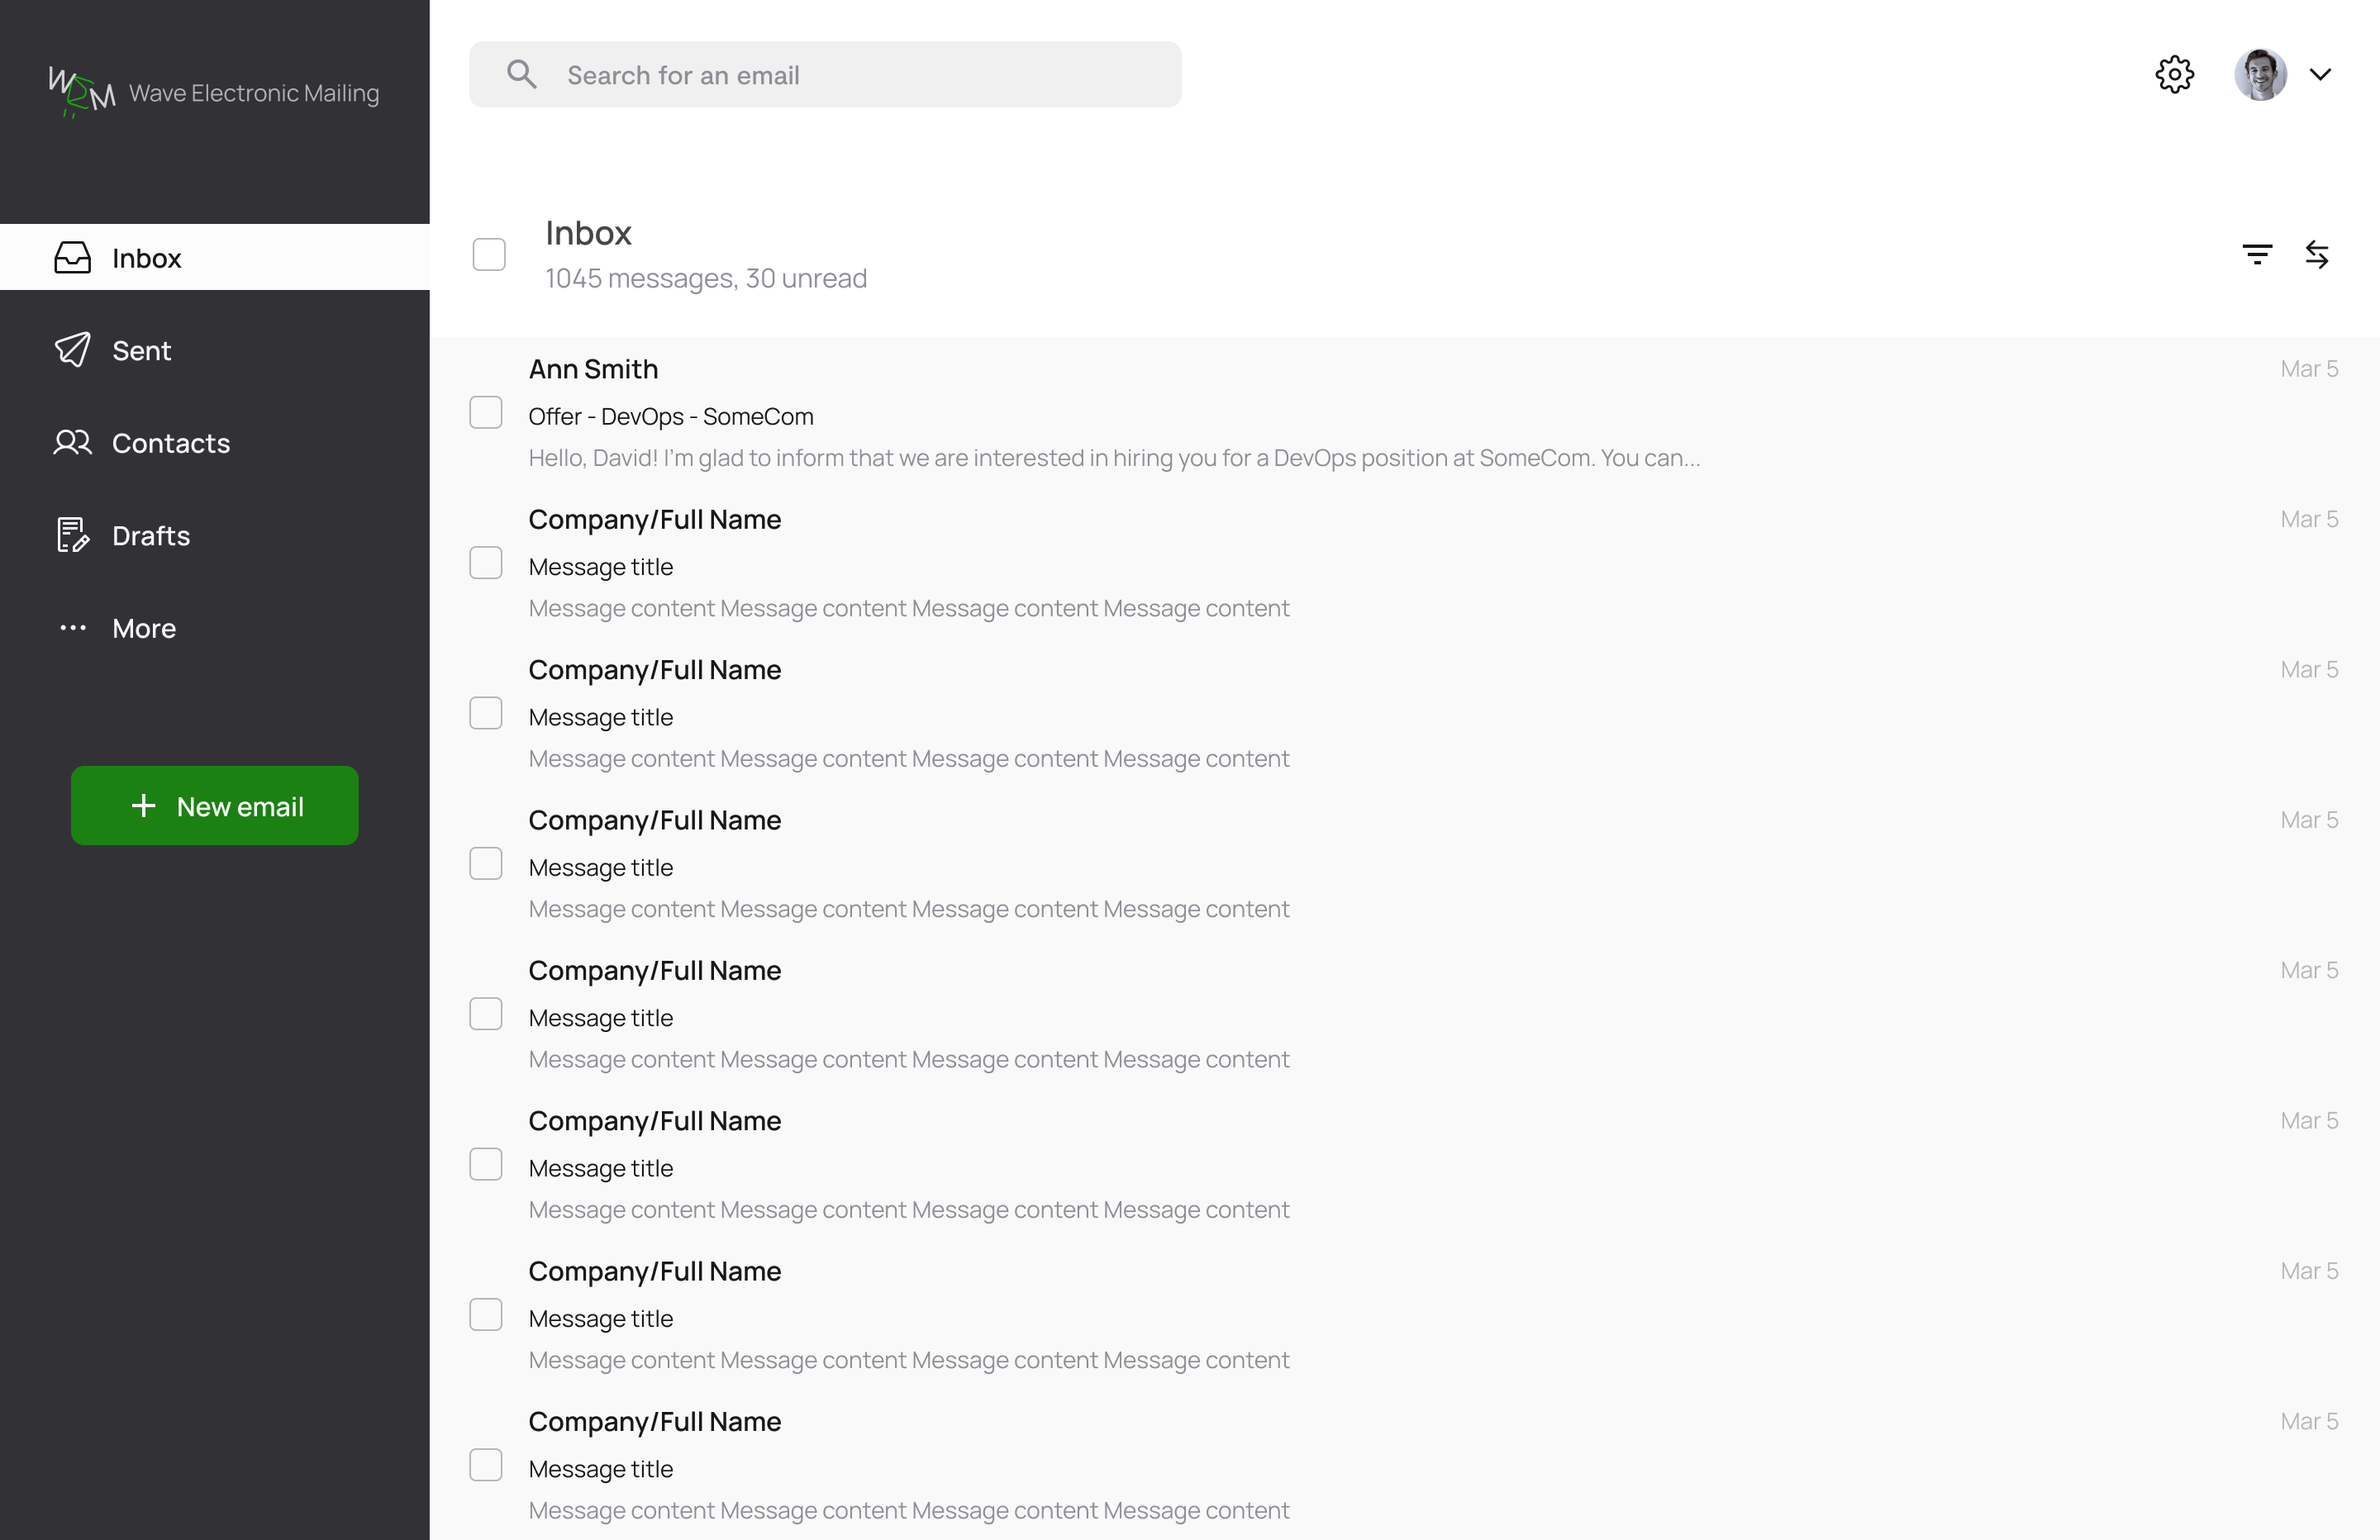 WEM Wave Electronic Mailing
Search for an email
Inbox
Sent
Contacts
Drafts
More
New email
Inbox
1045 messages, 30 unread
Ann Smith Mar 5
Offer - DevOps - SomeCom
Hello, David! I'm glad to inform that we are interested in hiring you for a DevOps position at SomeCom. You can...
Company/Full Name Mar 5
Message title
Message content Message content Message content Message content
Company/Full Name Mar 5
Message title
Message content Message content Message content Message content
Company/Full Name Mar 5
Message title
Message content Message content Message content Message content
Company/Full Name Mar 5
Message title
Message content Message content Message content Message content
Company/Full Name Mar 5
Message title
Message content Message content Message content Message content
Company/Full Name Mar 5
Message title
Message content Message content Message content Message content
Company/Full Name Mar 5
Message title
Message content Message content Message content Message content